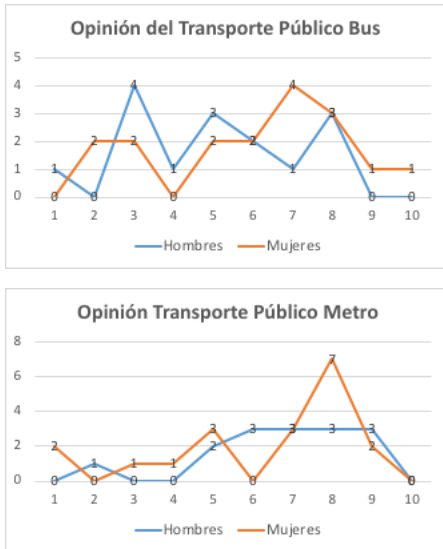 Opinión del Transporte Público Bus
5
4
3
2
1
0
4 4
3 3
2 2 2 2
1 1 1 1 1
0 0 0 0 0
1 2 3 4 5 6 7 8 9 10
Hombres Mujeres
Opinión Transporte Público Metro
8
6
4
2
0
7
3 3 3 3 3
2 2 2
1 1 1
0 0 0 0 0 0
1 2 3 4 5 6 7 8 9 10
Hombres Mujeres